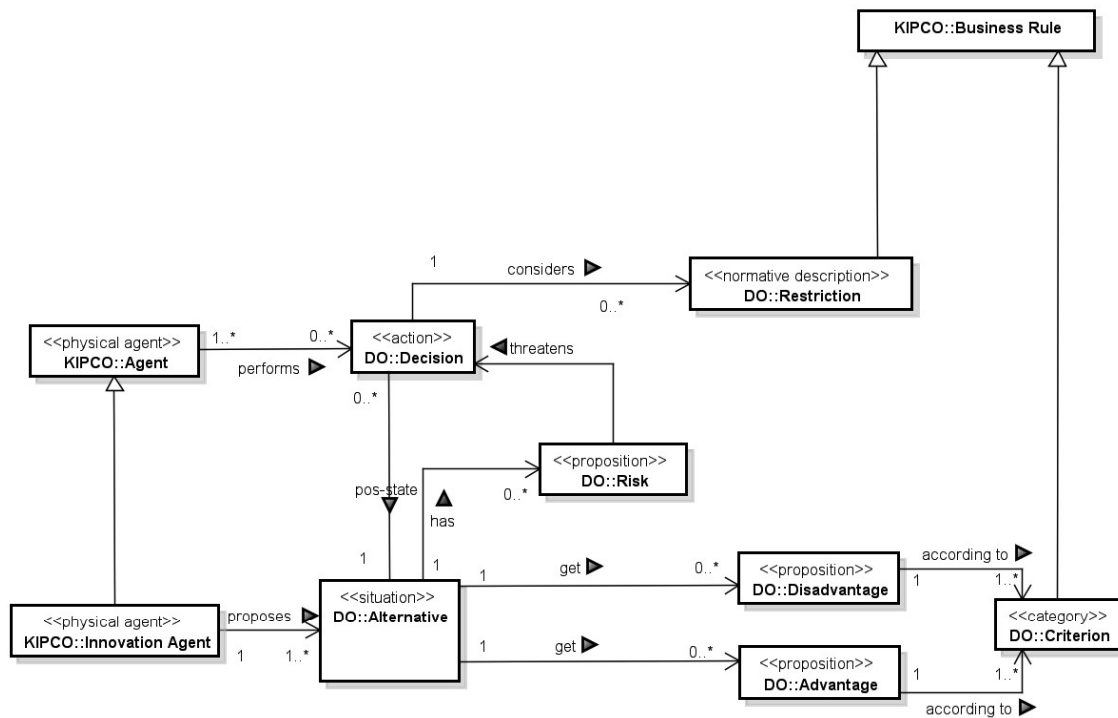 KIPCO::Business Rule
1
considers
0..*
<<normative description>>
DO::Restriction
<<physical agent>>
KIPCO::Agent
1..*
0..*
performs
<<action>>
DO::Decision
threatens
0..*
<<proposition>>
DO::Risk
0..*
pos-state
has
1
1
<<physical agent>>
KIPCO::Innovation Agent
proposes
1
1..*
<<situation>>
DO::Alternative
1
get
0..*
<<proposition>>
DO::Disadvantage
according to
1
1..*
<<category>>
DO::Criterion
1
get
0..*
<<proposition>>
DO::Advantage
1
1..*
according to